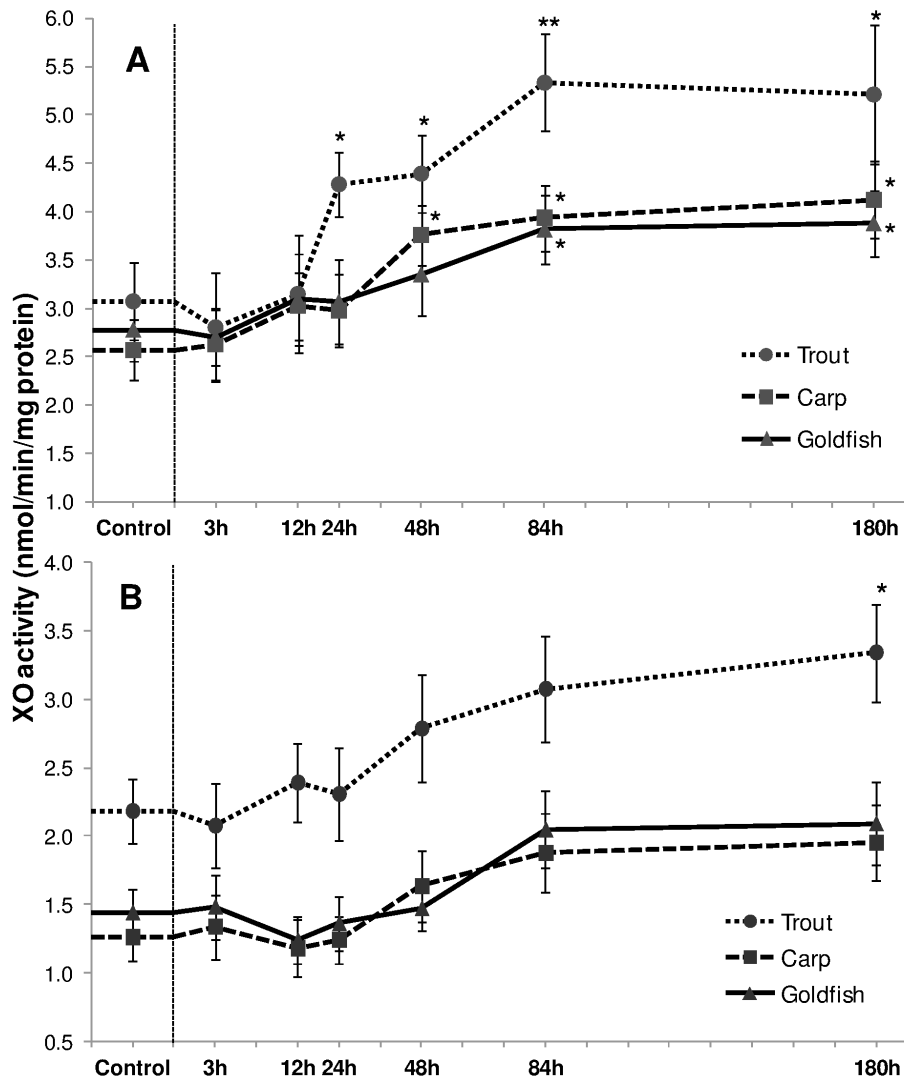 XO activity (nmol/min/mg protein)
A
6.0
5.5
5.0
4.5
4.0
3.5
3.0
2.5
2.0
1.5
1.0
*
*
**
*
*
*
*
*
*
Trout
Carp
Goldfish
Control 3h 12h 24h 48h 84h 180h
B
4.0
3.5
3.0
2.5
2.0
1.5
1.0
0.5
*
Trout
Carp
Goldfish
Control 3h 12h 24h 48h 84h 180h